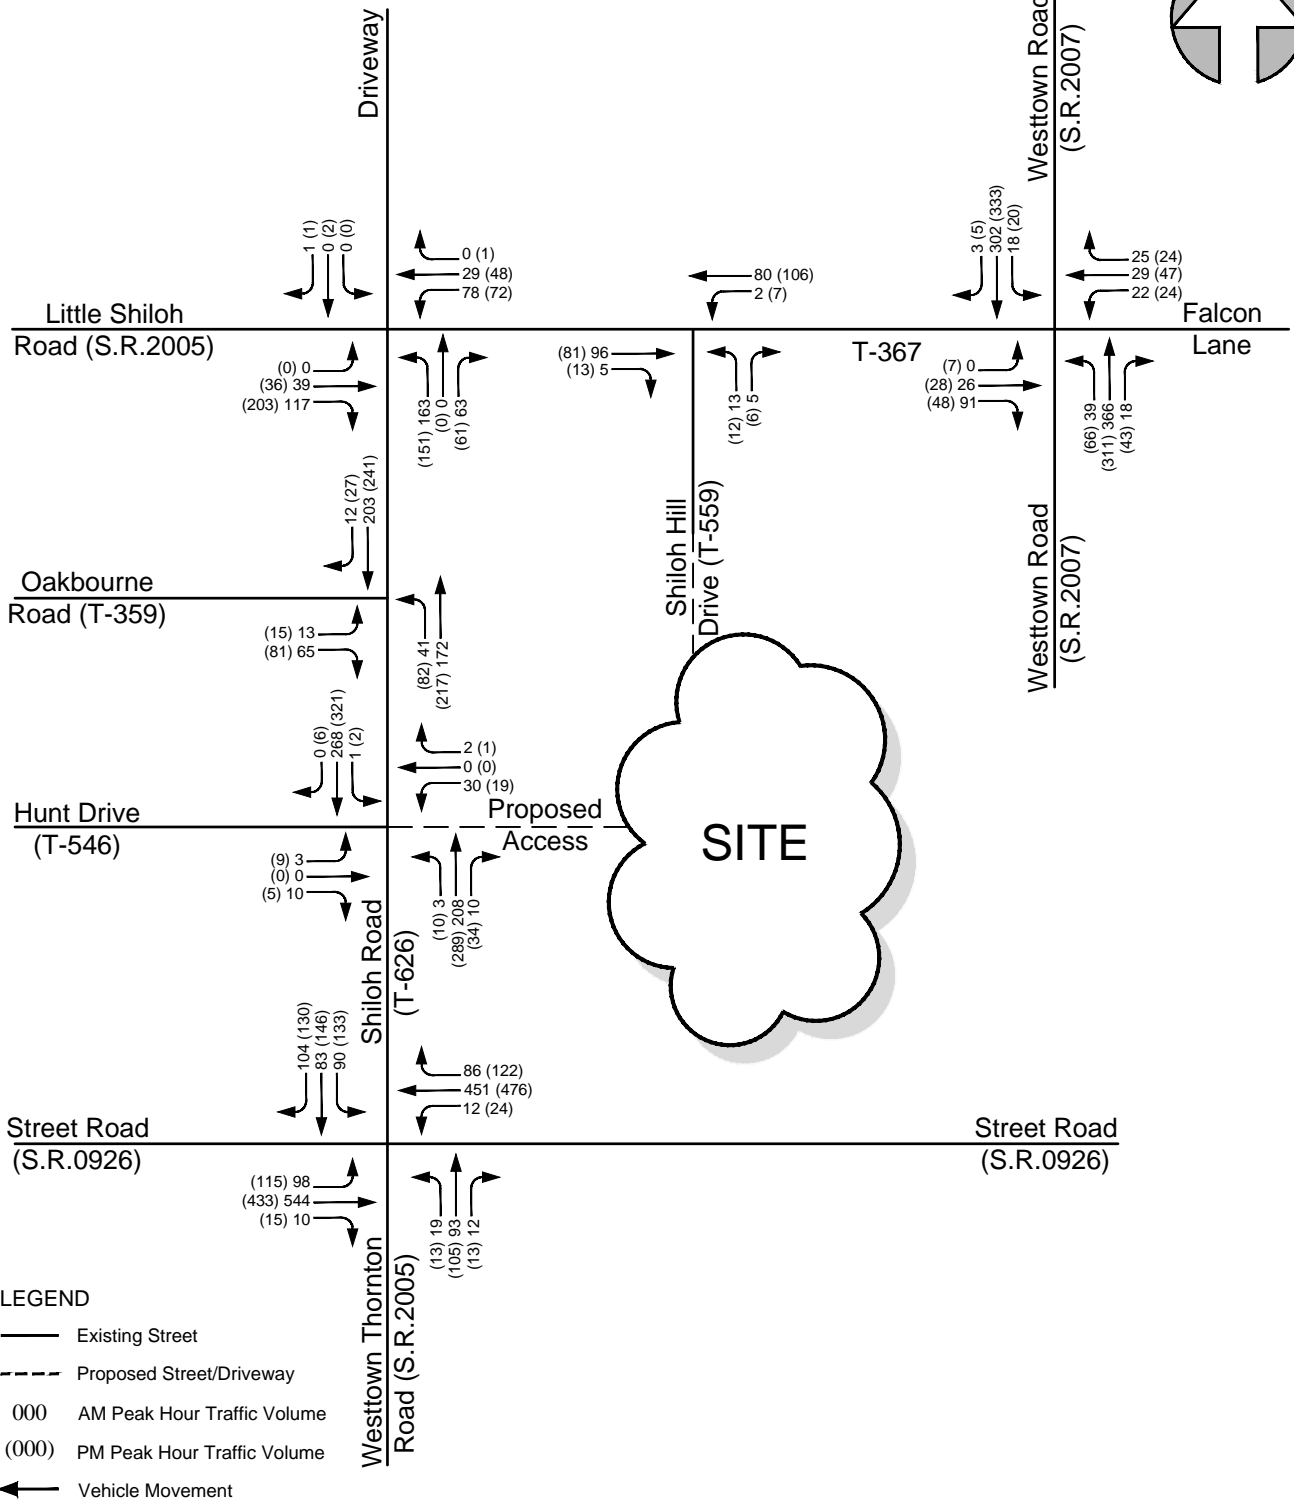 Driveway
Westtown Road
(S.R.2007)
1 (1)
0 (2)
0 (0)
0 (1)
29 (48)
78 (72)
80 (106)
2 (7)
3 (5)
302 (333)
18 (20)
25 (24)
29 (47)
22 (24)
Little Shiloh
Road (S.R.2005)
Falcon
Lane
T-367
(0) 0
(36) 39
(203) 117
(151) 163
(0) 0
(61) 63
(81) 96
(13) 5
(12) 13
(6) 5
(7) 0
(28) 26
(48) 91
(66) 39
(311) 366
(43) 18
12 (27)
203 (241)
Shiloh Hill
Drive (T-559)
Westtown Road
(S.R.2007)
Oakbourne
Road (T-359)
(15) 13
(81) 65
(82) 41
(217) 172
0 (6)
268 (321)
1 (2)
2 (1)
0 (0)
30 (19)
Hunt Drive
(T-546)
Proposed
Access
SITE
(9) 3
(0) 0
(5) 10
(10) 3
(289) 208
(34) 10
Shiloh Road
(T-626)
104 (130)
83 (146)
90 (133)
86 (122)
451 (476)
12 (24)
Street Road
(S.R.0926)
Street Road
(S.R.0926)
(115) 98
(433) 544
(15) 10
(13) 19
(105) 93
(13) 12
Westtown Thornton
Road (S.R.2005)
LEGEND
Existing Street
Proposed Street/Driveway
000 AM Peak Hour Traffic Volume
(000) PM Peak Hour Traffic Volume
Vehicle Movement